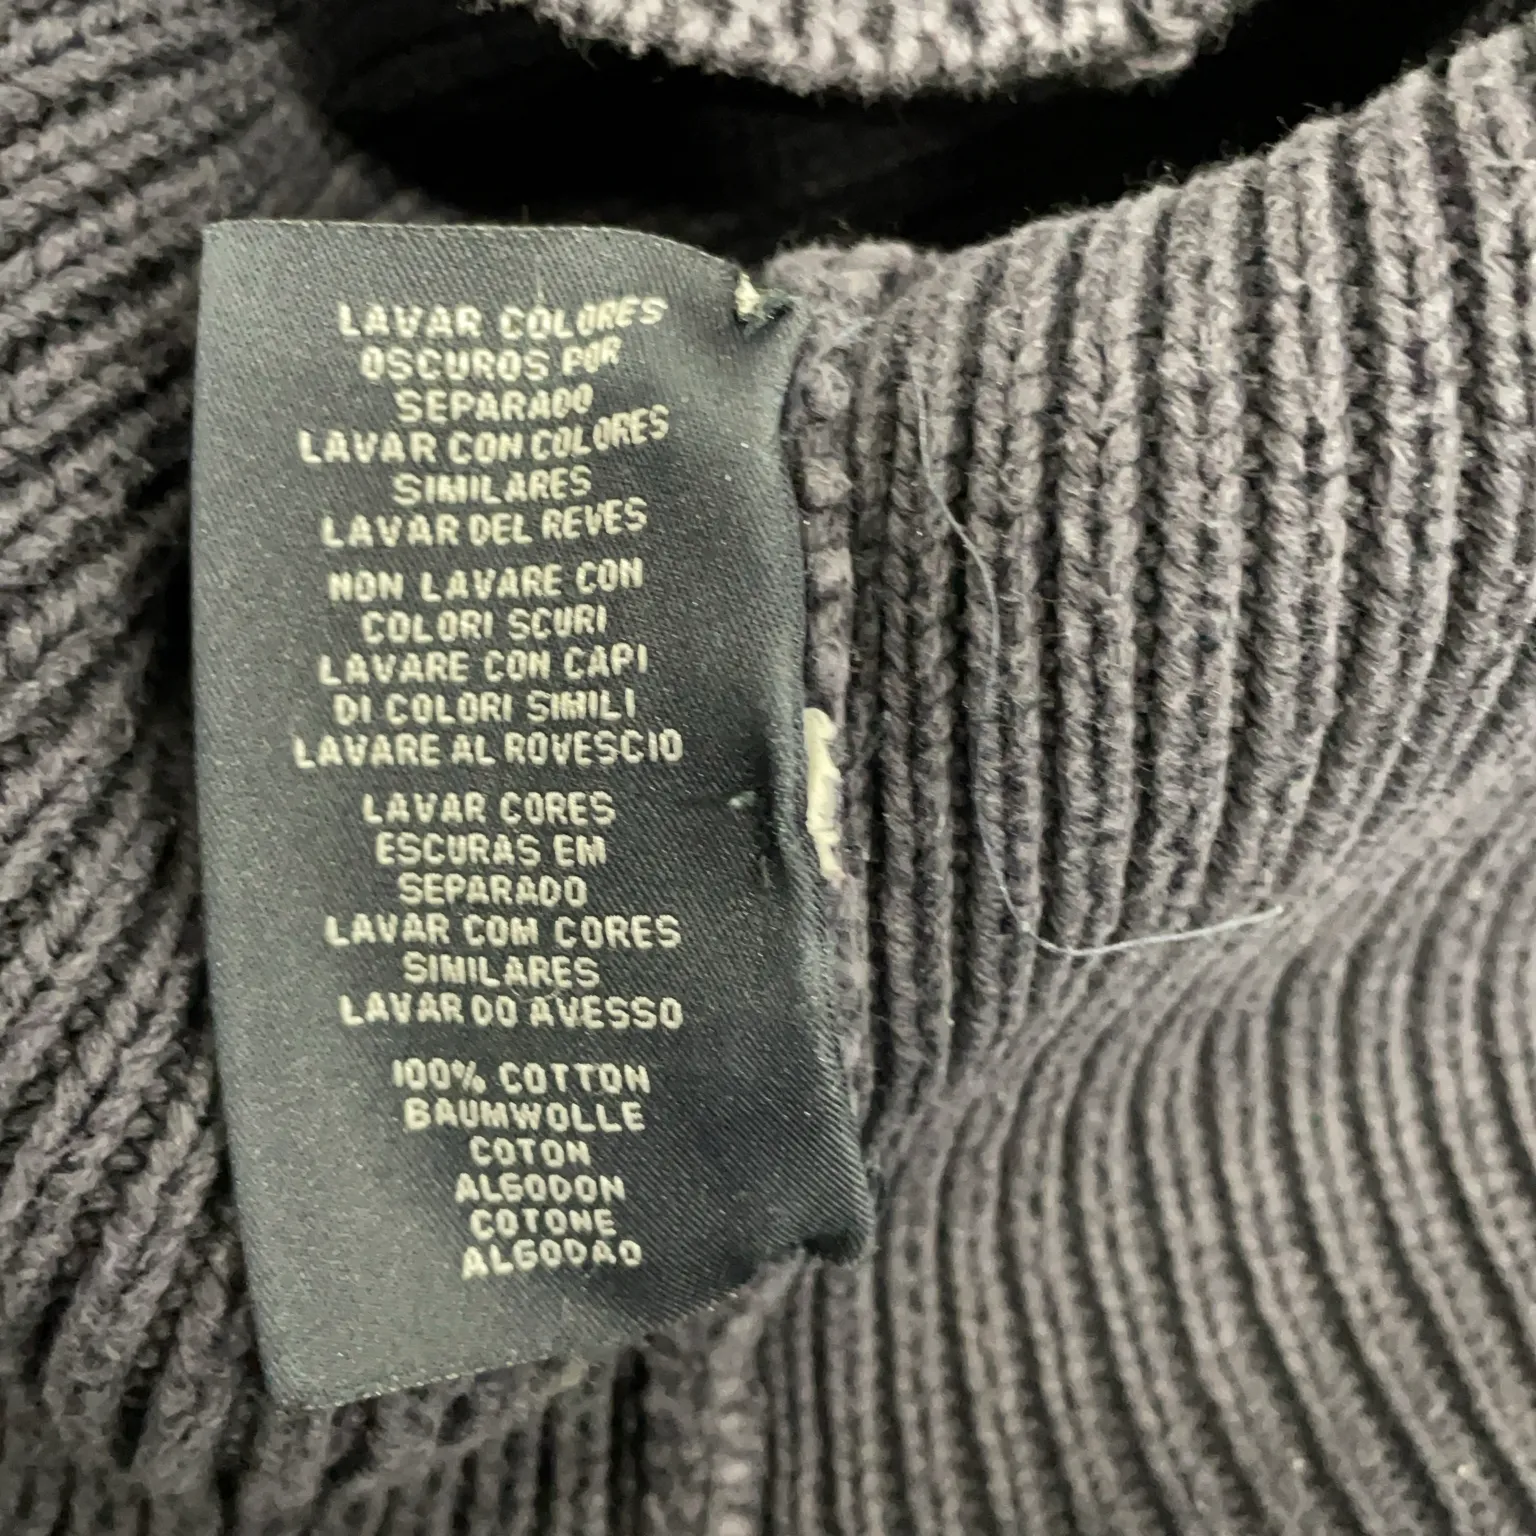 LAVAR COLORES
OSCUROS POR
SEPARADO
LAVAR CON COLORES
SIMILARES
LAVAR DEL REVES
NON LAVARE CON
COLORI SCURI
LAVARE CON CAPI
DI COLORI SIMILI
LAVARE AL ROVESCIO
LAVAR CORES
ESCURAS EM
SEPARADO
LAVAR COM CORES
SIMILARES
LAVAR DO AVESSO
100% COTTON
BAUMWOLLE
COTON
ALGODON
COTONE
ALGODAO